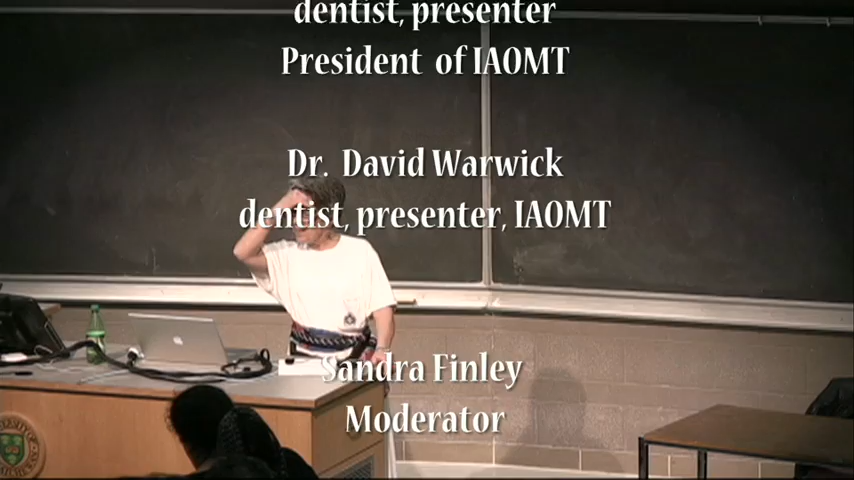 dentist, presenter
President of IAOMT
Dr. David Warwick
dentist, presenter, IAOMT
Sandra Finley
Moderator